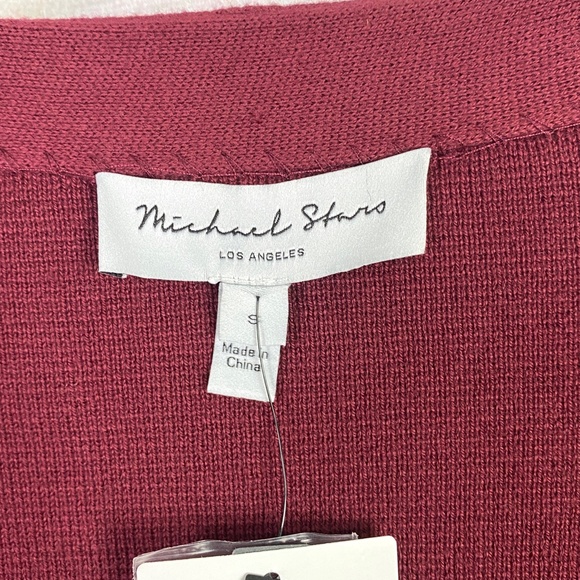 Michael Stars
LOS ANGELES
S
Made in
China